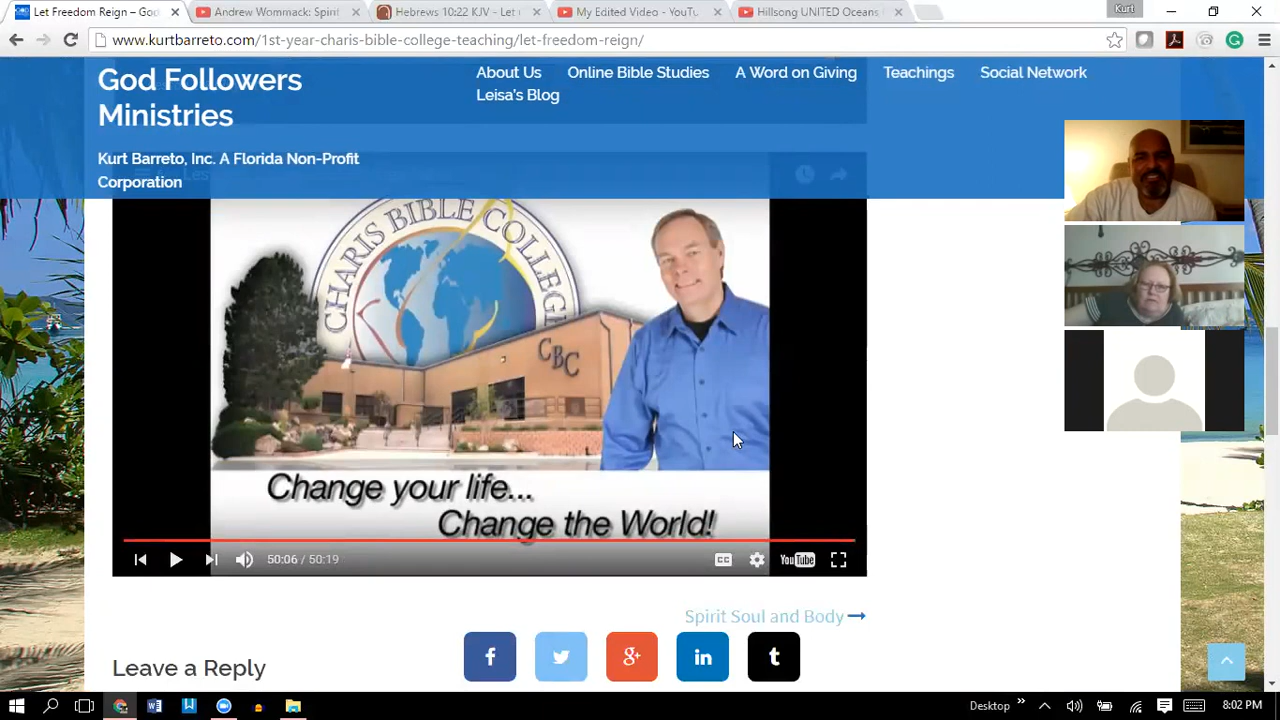 Let Freedom Reign – God
Andrew Wommack: Spirit
Hebrews 10:22 KJV - Let
My Edited Video - YouTu
Hillsong UNITED Oceans
Kurt
www.kurtbarreto.com/1st-year-charis-bible-college-teaching/let-freedom-reign/
God Followers
Ministries
Kurt Barreto, Inc. A Florida Non-Profit
Corporation
About Us
Online Bible Studies
A Word on Giving
Teachings
Social Network
Leisa's Blog
CHARIS BIBLE COLLEGE
CBC
Change your life...
Change the World!
50:06 / 50:19
CC
YouTube
Spirit Soul and Body
Leave a Reply
f
g+
in
t
Desktop
8:02 PM